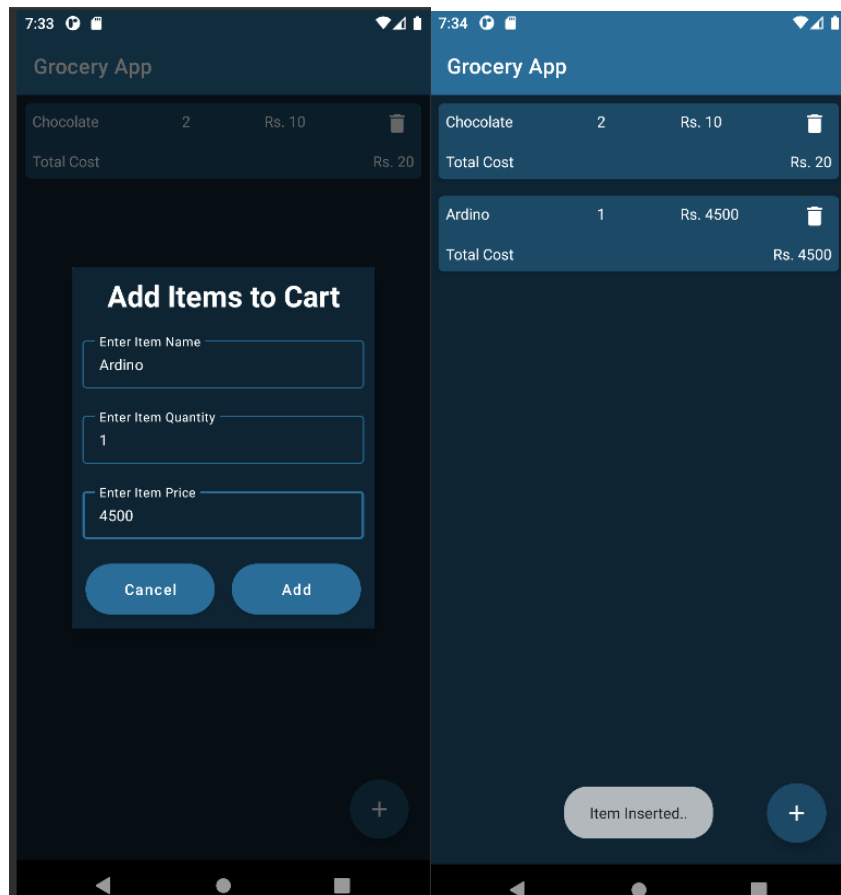 7:33
Grocery App
Chocolate 2 Rs. 10
Total Cost Rs. 20
Add Items to Cart
Enter Item Name
Ardino
Enter Item Quantity
1
Enter Item Price
4500
Cancel Add
+
7:34
Grocery App
Chocolate 2 Rs. 10
Total Cost Rs. 20
Ardino 1 Rs. 4500
Total Cost Rs. 4500
Item Inserted..
+